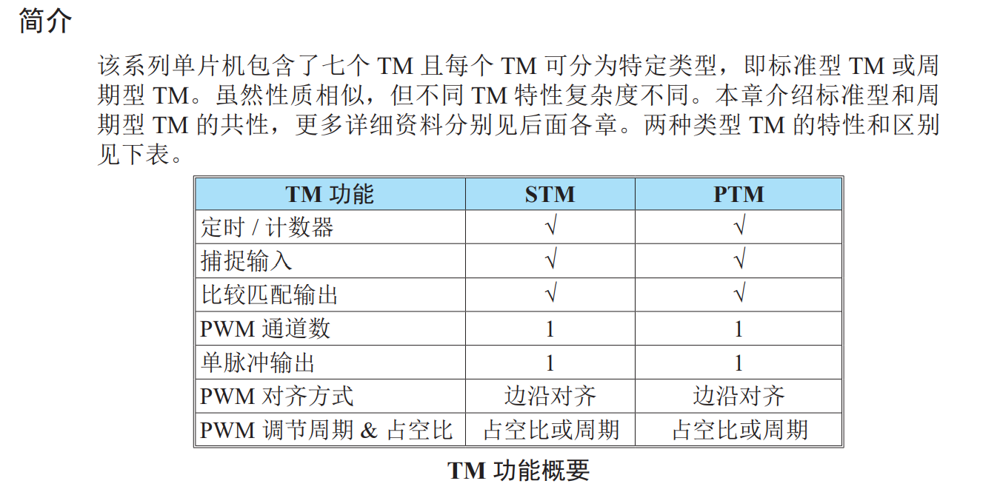 简介
该系列单片机包含了七个 TM 且每个 TM 可分为特定类型，即标准型 TM 或周
期型 TM。虽然性质相似，但不同 TM 特性复杂度不同。本章介绍标准型和周
期型 TM 的共性，更多详细资料分别见后面各章。两种类型 TM 的特性和区别
见下表。
TM 功能 STM PTM
定时 / 计数器 √ √
捕捉输入 √ √
比较匹配输出 √ √
PWM 通道数 1 1
单脉冲输出 1 1
PWM 对齐方式 边沿对齐 边沿对齐
PWM 调节周期 & 占空比 占空比或周期 占空比或周期
TM 功能概要